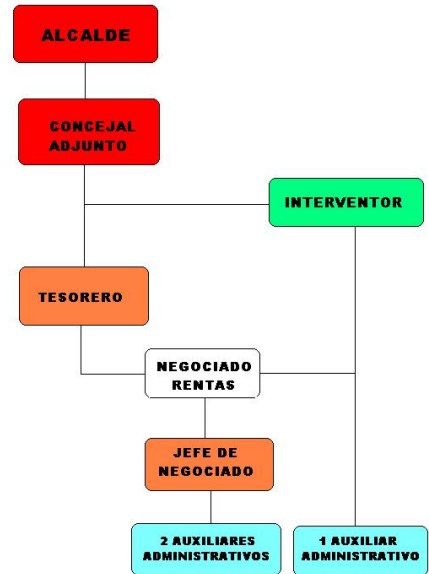 ALCALDE
CONCEJAL
ADJUNTO
INTERVENTOR
TESORERO
NEGOCIADO
RENTAS
JEFE DE
NEGOCIADO
2 AUXILIARES
ADMINISTRATIVOS
1 AUXILIAR
ADMINISTRATIVO